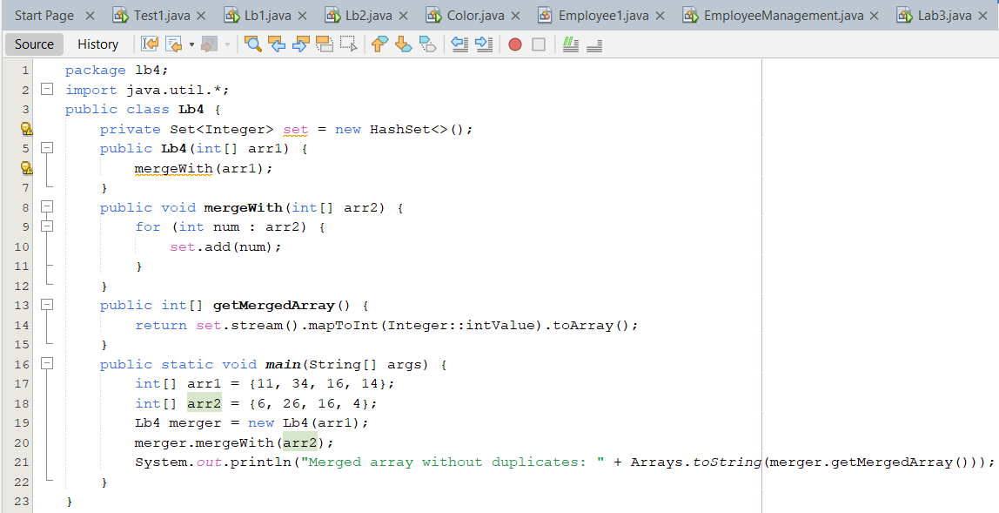 Start Page Test1.java Lb1.java Lb2.java Color.java Employee1.java EmployeeManagement.java Lab3.java
Source History
1 package lb4;
2 import java.util.*;
3 public class Lb4 {
private Set<Integer> set = new HashSet<>();
5 public Lb4(int[] arr1) {
mergeWith(arr1);
7 }
8 public void mergeWith(int[] arr2) {
9 for (int num : arr2) {
10 set.add(num);
11 }
12 }
13 public int[] getMergedArray() {
14 return set.stream().mapToInt(Integer::intValue).toArray();
15 }
16 public static void main(String[] args) {
17 int[] arr1 = {11, 34, 16, 14};
18 int[] arr2 = {6, 26, 16, 4};
19 Lb4 merger = new Lb4(arr1);
20 merger.mergeWith(arr2);
21 System.out.println("Merged array without duplicates: " + Arrays.toString(merger.getMergedArray()));
22 }
23 }